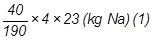 40/190 × 4 × 23 (kg Na) (1)